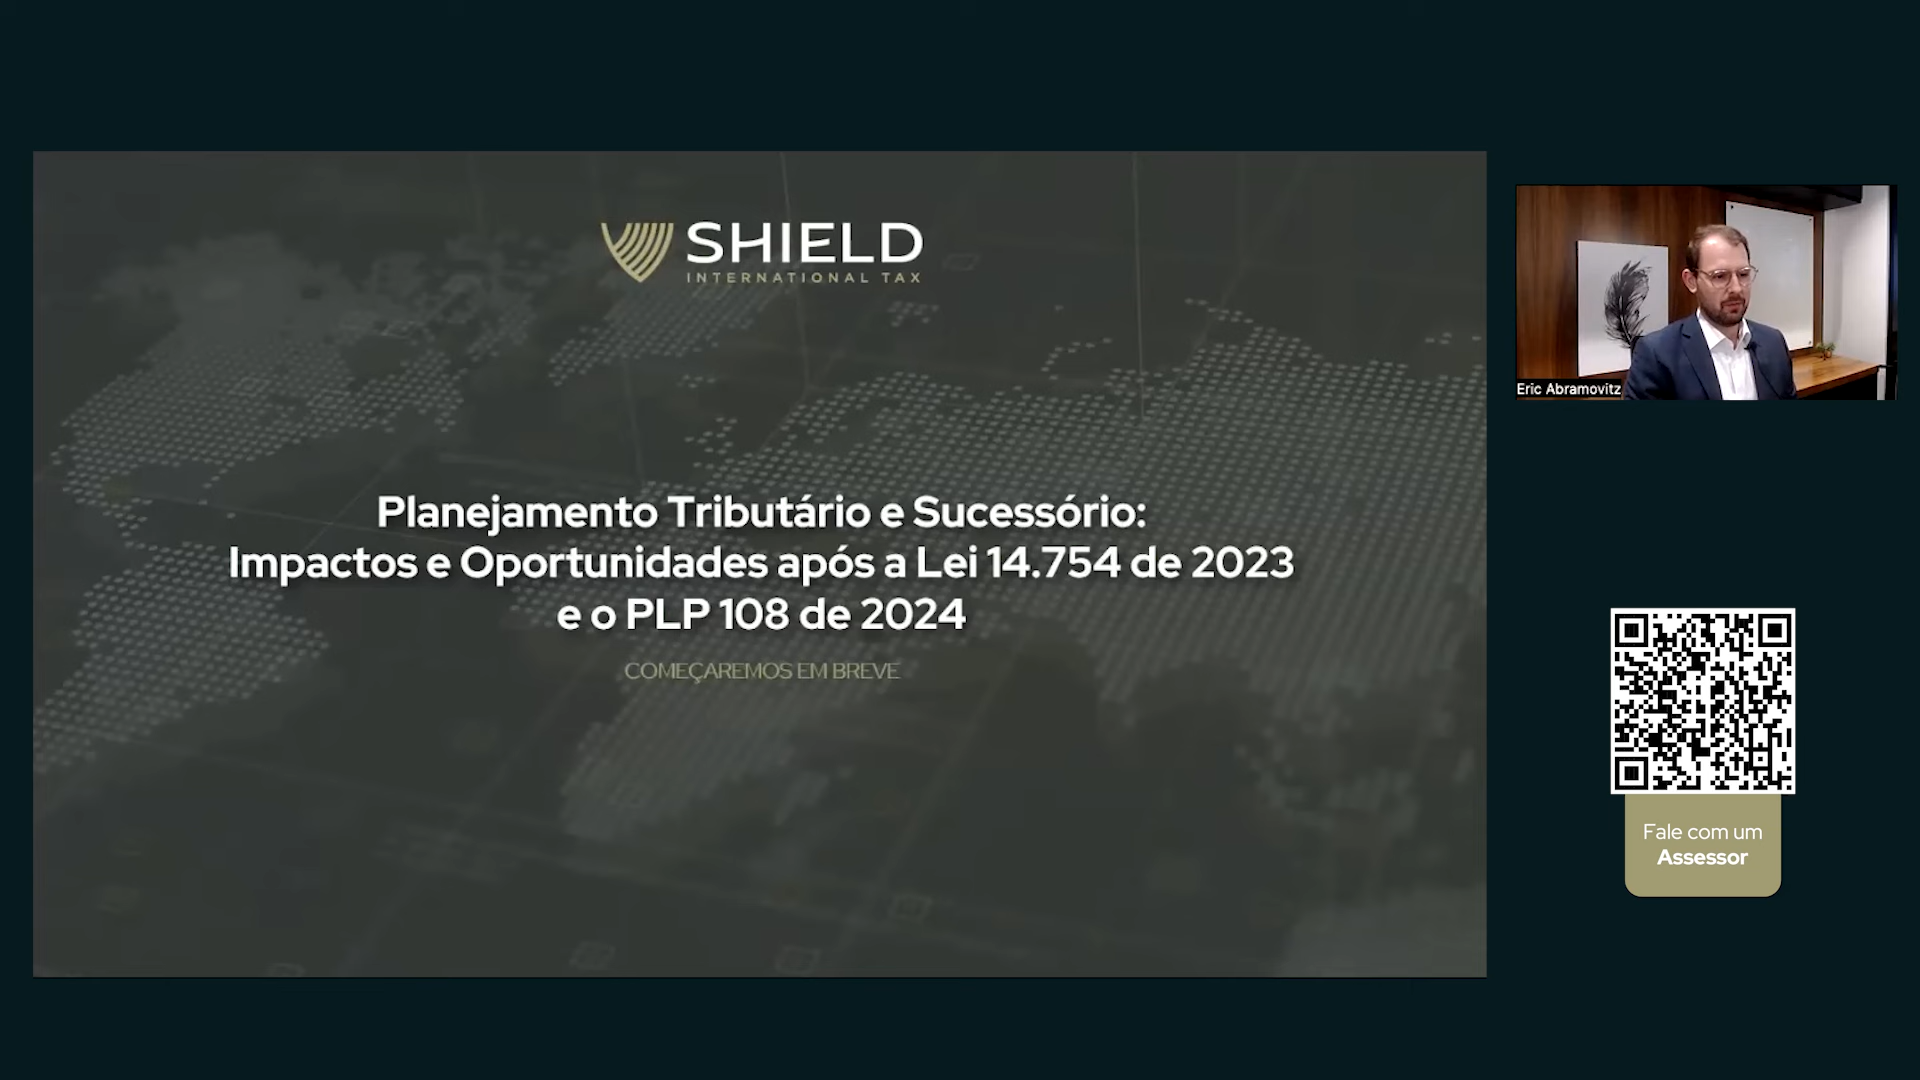 SHIELD
INTERNATIONAL TAX
Planejamento Tributário e Sucessório:
Impactos e Oportunidades após a Lei 14.754 de 2023
e o PLP 108 de 2024
COMEÇAREMOS EM BREVE
Eric Abramovitz
Fale com um
Assessor